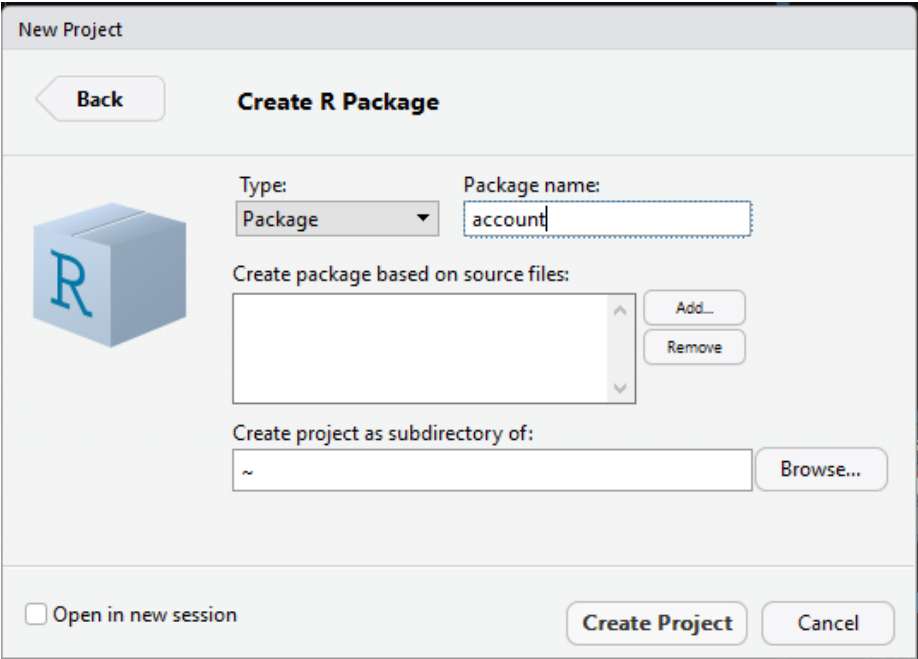 New Project
Back
Create R Package
Type:
Package name:
Package
account
R
Create package based on source files:
Add...
Remove
Create project as subdirectory of:
~
Browse...
Open in new session
Create Project
Cancel